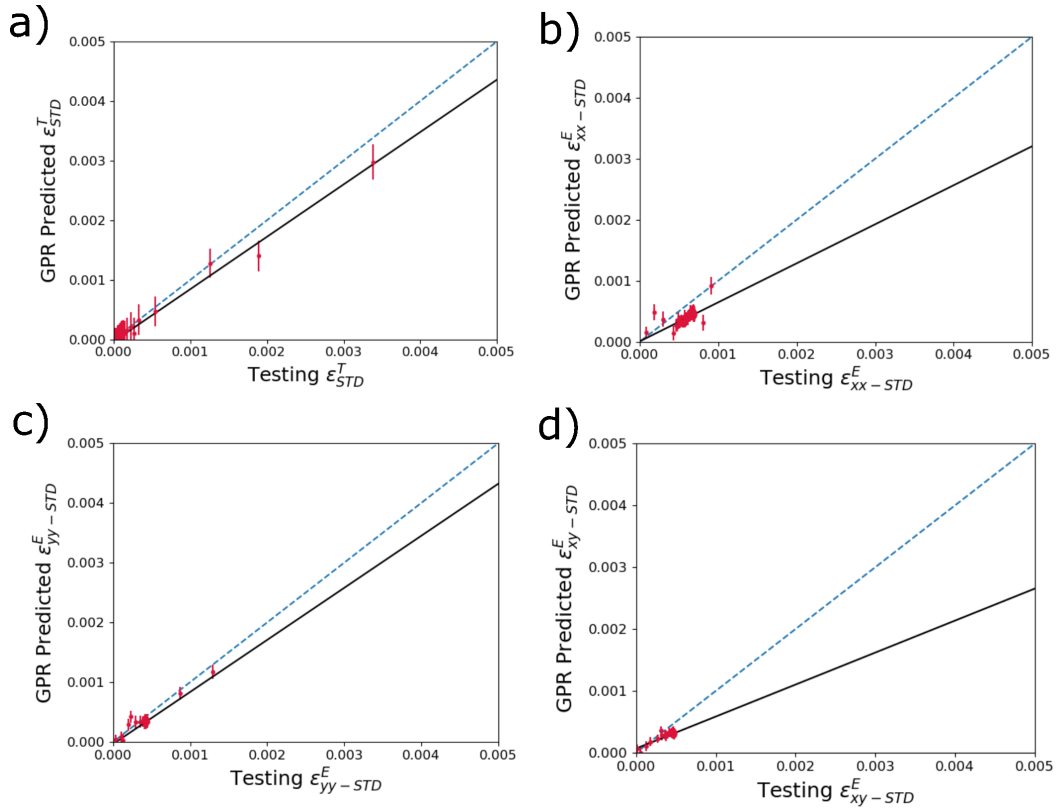 a)
0.005
0.004
0.003
0.002
0.001
0.000
GPR Predicted ε^T_STD
0.000 0.001 0.002 0.003 0.004 0.005
Testing ε^T_STD
b)
0.005
0.004
0.003
0.002
0.001
0.000
GPR Predicted ε^E_xx−STD
0.000 0.001 0.002 0.003 0.004 0.005
Testing ε^E_xx−STD
c)
0.005
0.004
0.003
0.002
0.001
0.000
GPR Predicted ε^E_yy−STD
0.000 0.001 0.002 0.003 0.004 0.005
Testing ε^E_yy−STD
d)
0.005
0.004
0.003
0.002
0.001
0.000
GPR Predicted ε^E_xy−STD
0.000 0.001 0.002 0.003 0.004 0.005
Testing ε^E_xy−STD